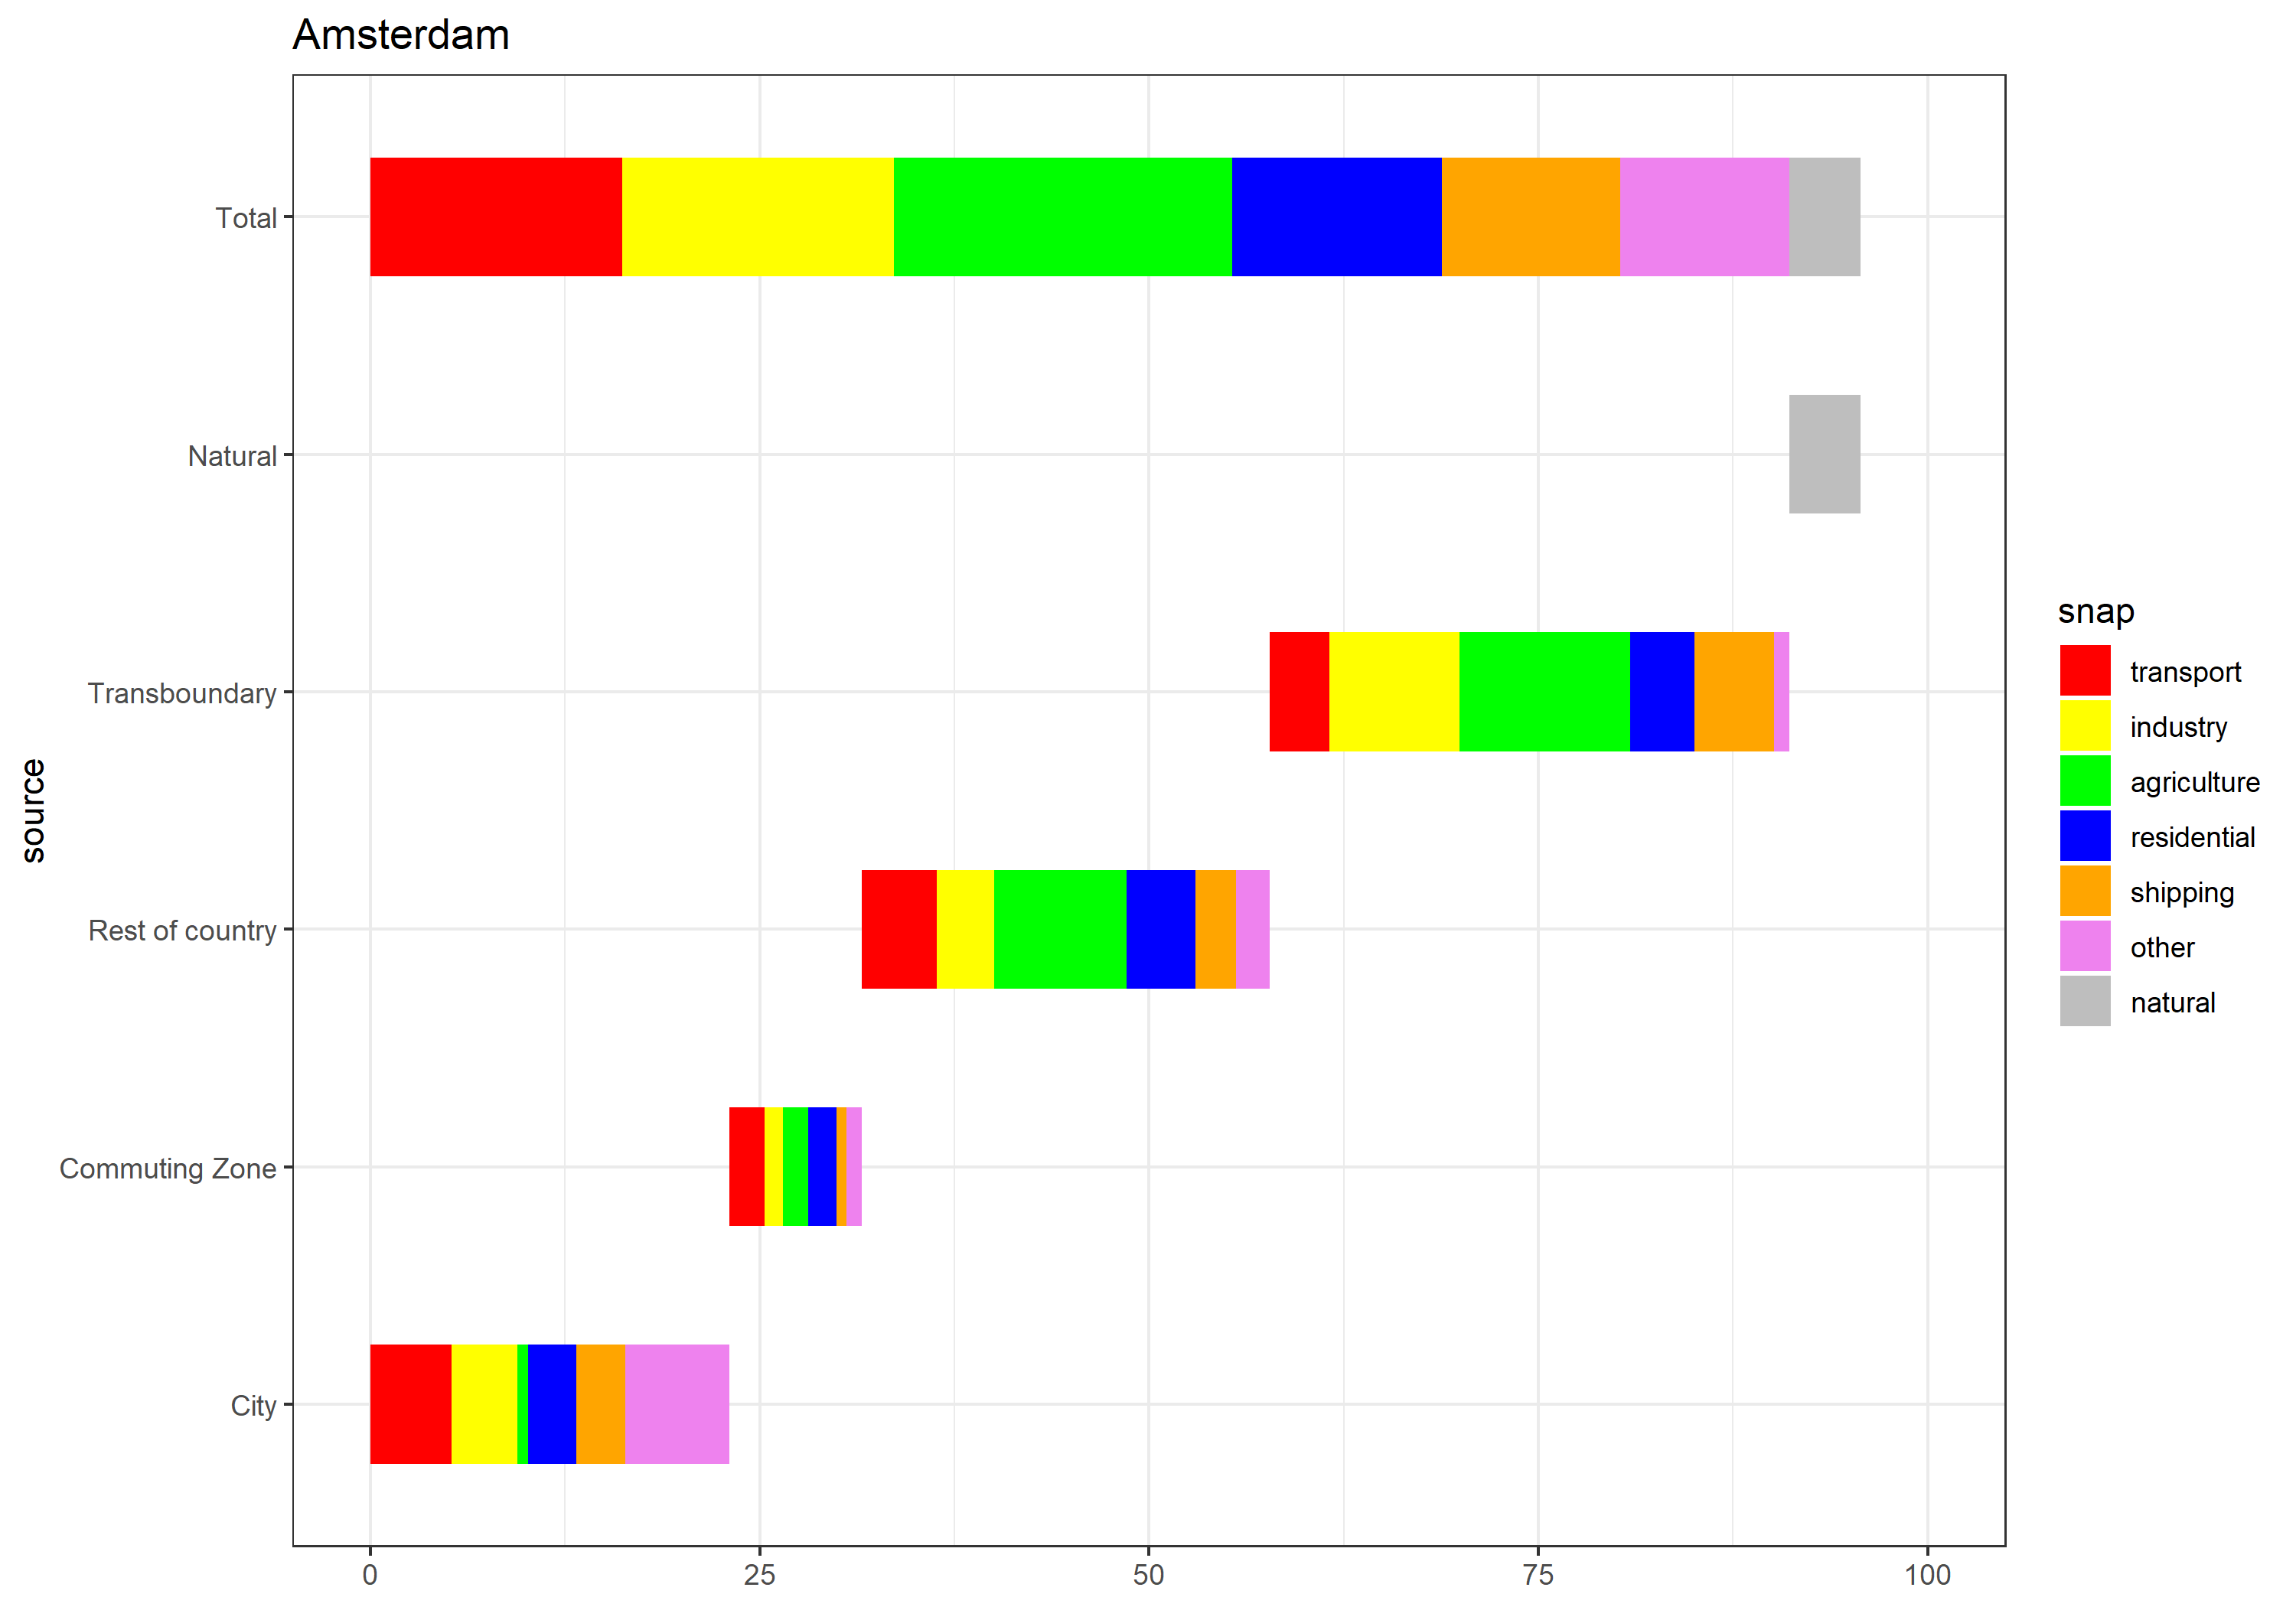 Amsterdam
Total
Natural
Transboundary
Rest of country
Commuting Zone
City
source
0 25 50 75 100
snap
transport
industry
agriculture
residential
shipping
other
natural